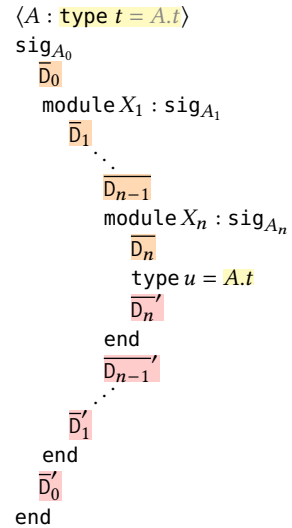 ⟨A : type t = A.t⟩
sig_{A_0}
D̅_0
module X_1 : sig_{A_1}
D̅_1
⋱
D̅_{n−1}
module X_n : sig_{A_n}
D̅_n
type u = A.t
D̅_n′
end
D̅_{n−1}′
⋰
D̅_1′
end
D̅_0′
end